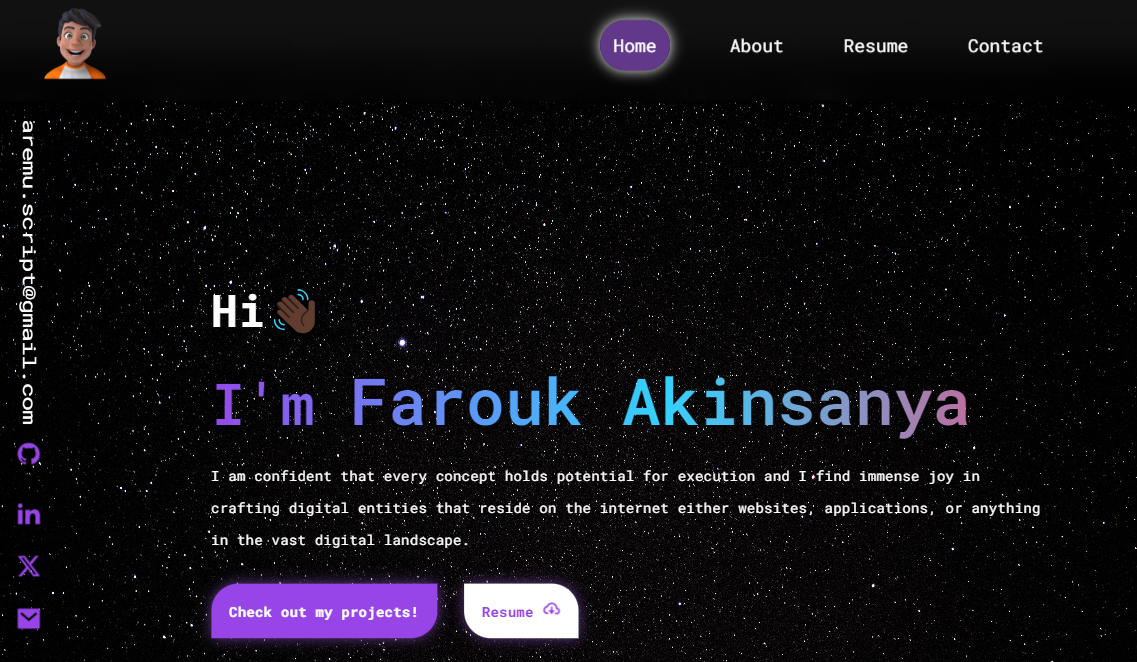 Home About Resume Contact
aremu.script@gmail.com
Hi👋🏿
I'm Farouk Akinsanya
I am confident that every concept holds potential for execution and I find immense joy in
crafting digital entities that reside on the internet either websites, applications, or anything
in the vast digital landscape.
Check out my projects! Resume